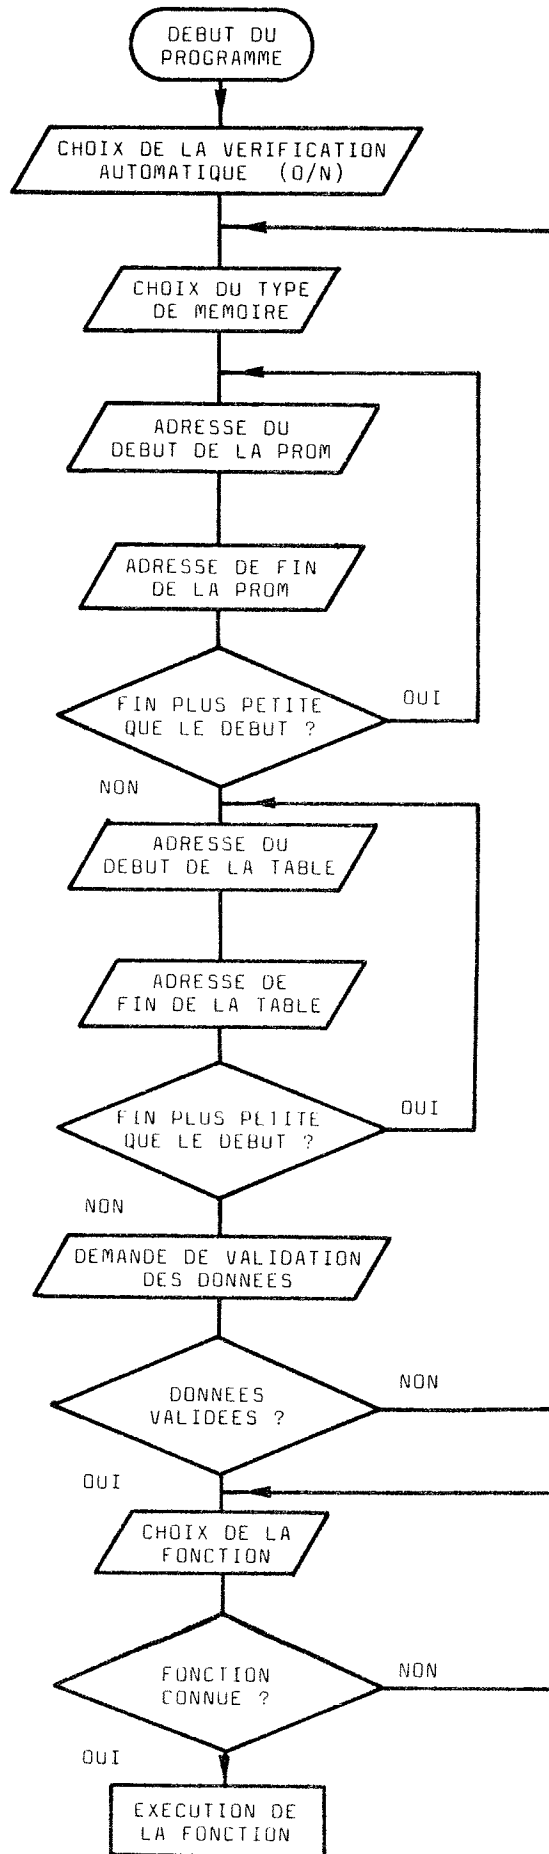 DEBUT DU
PROGRAMME
CHOIX DE LA VERIFICATION
AUTOMATIQUE (O/N)
CHOIX DU TYPE
DE MEMOIRE
ADRESSE DU
DEBUT DE LA PROM
ADRESSE DE FIN
DE LA PROM
FIN PLUS PETITE
QUE LE DEBUT ?
OUI
NON
ADRESSE DU
DEBUT DE LA TABLE
ADRESSE DE
FIN DE LA TABLE
FIN PLUS PETITE
QUE LE DEBUT ?
OUI
NON
DEMANDE DE VALIDATION
DES DONNEES
DONNEES
VALIDEES ?
NON
OUI
CHOIX DE LA
FONCTION
FONCTION
CONNUE ?
NON
OUI
EXECUTION DE
LA FONCTION